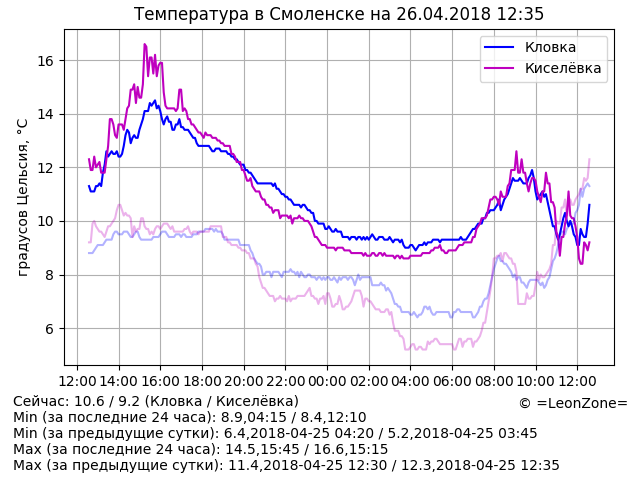 Температура в Смоленске на 26.04.2018 12:35
градусов Цельсия, °C
16
14
12
10
8
6
Кловка
Киселёвка
12:00 14:00 16:00 18:00 20:00 22:00 00:00 02:00 04:00 06:00 08:00 10:00 12:00
Сейчас: 10.6 / 9.2 (Кловка / Киселёвка)
© =LeonZone=
Min (за последние 24 часа): 8.9,04:15 / 8.4,12:10
Min (за предыдущие сутки): 6.4,2018-04-25 04:20 / 5.2,2018-04-25 03:45
Max (за последние 24 часа): 14.5,15:45 / 16.6,15:15
Max (за предыдущие сутки): 11.4,2018-04-25 12:30 / 12.3,2018-04-25 12:35